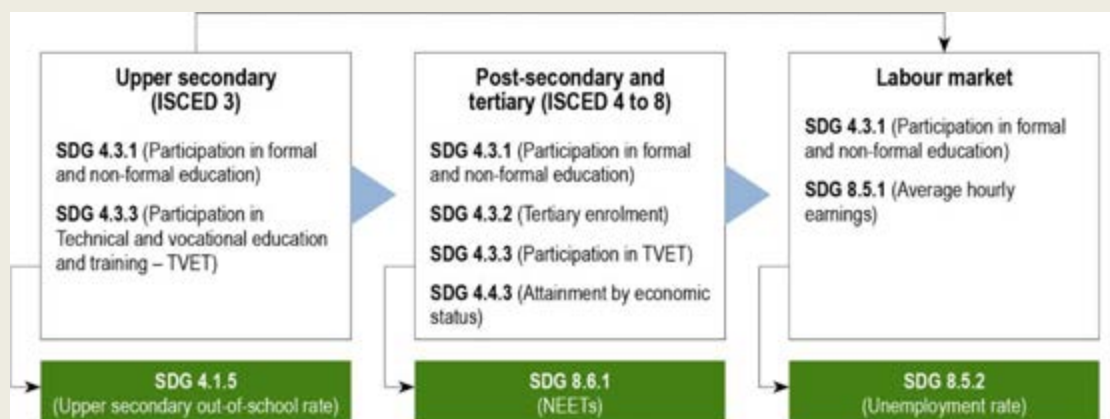 Upper secondary
(ISCED 3)
SDG 4.3.1 (Participation in formal
and non-formal education)
SDG 4.3.3 (Participation in
Technical and vocational education
and training – TVET)
SDG 4.1.5
(Upper secondary out-of-school rate)
Post-secondary and
tertiary (ISCED 4 to 8)
SDG 4.3.1 (Participation in formal
and non-formal education)
SDG 4.3.2 (Tertiary enrolment)
SDG 4.3.3 (Participation in TVET)
SDG 4.4.3 (Attainment by economic
status)
SDG 8.6.1
(NEETs)
Labour market
SDG 4.3.1 (Participation in formal
and non-formal education)
SDG 8.5.1 (Average hourly
earnings)
SDG 8.5.2
(Unemployment rate)